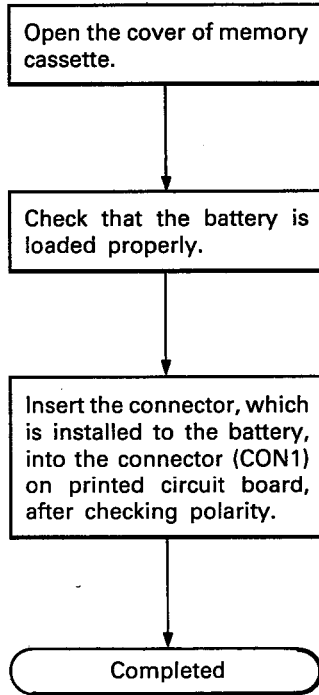 Open the cover of memory
cassette.
Check that the battery is
loaded properly.
Insert the connector, which
is installed to the battery,
into the connector (CON1)
on printed circuit board,
after checking polarity.
Completed